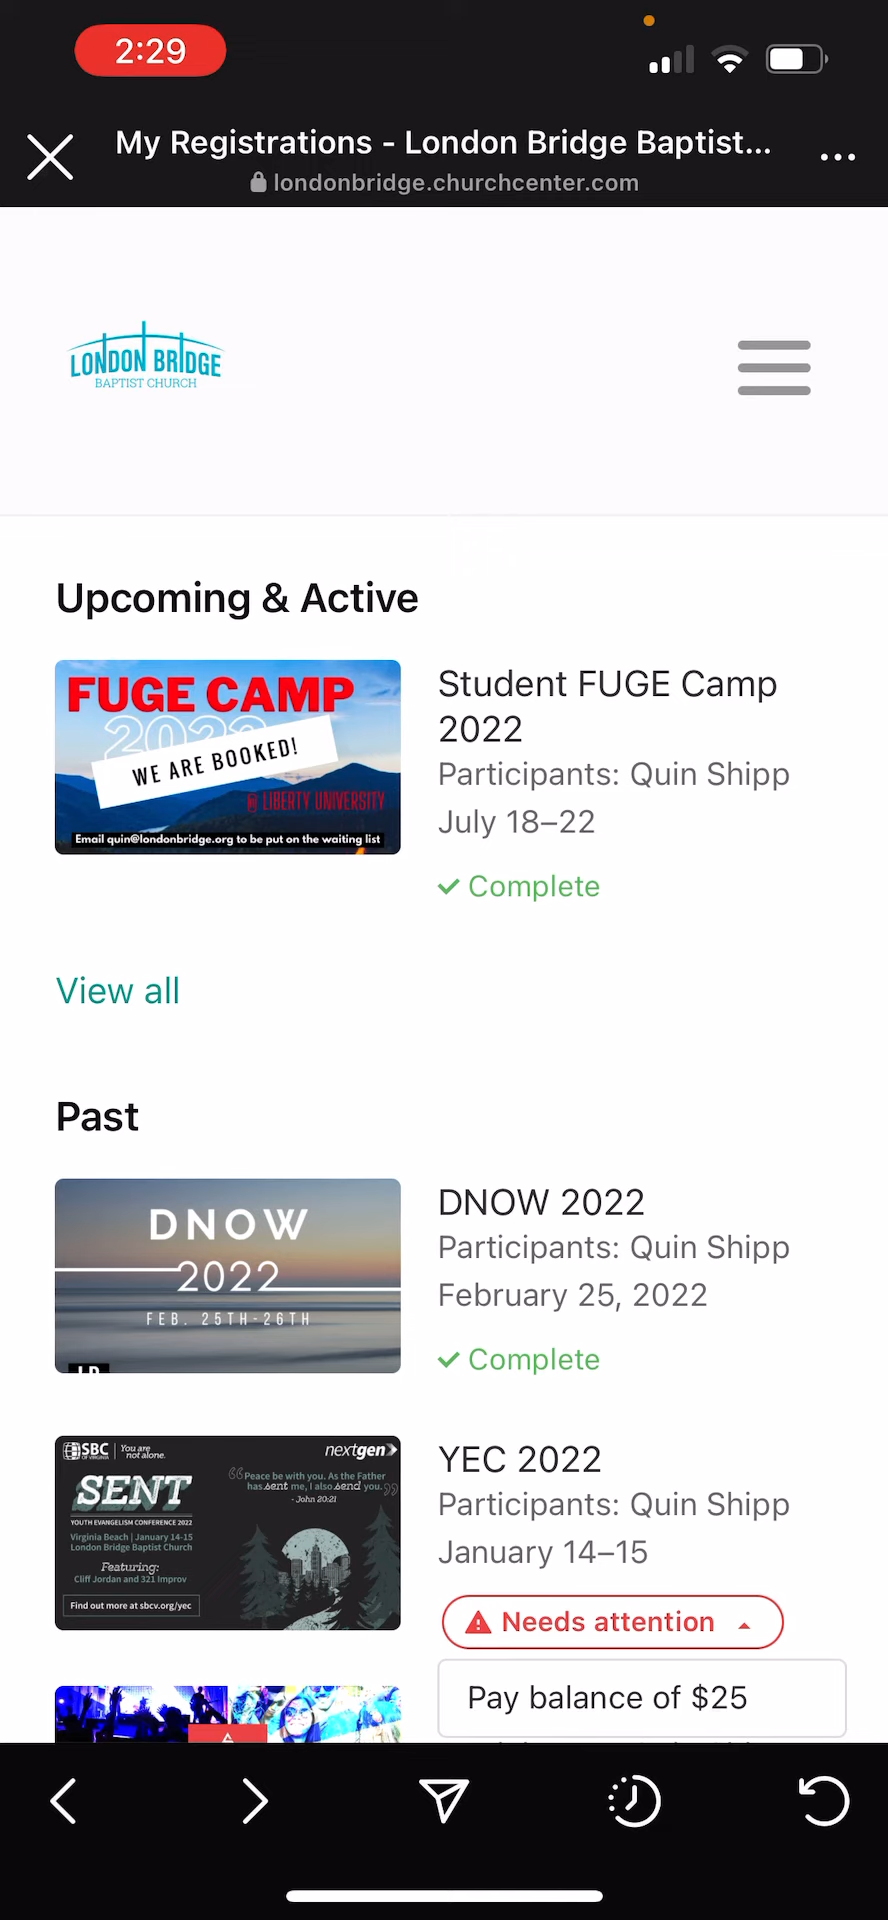 2:29
My Registrations - London Bridge Baptist...
londonbridge.churchcenter.com
LONDON BRIDGE
BAPTIST CHURCH
Upcoming & Active
FUGE CAMP
2022
WE ARE BOOKED!
@ LIBERTY UNIVERSITY
Email quin@londonbridge.org to be put on the waiting list
Student FUGE Camp
2022
Participants: Quin Shipp
July 18–22
Complete
View all
Past
DNOW
2022
FEB. 25TH-26TH
DNOW 2022
Participants: Quin Shipp
February 25, 2022
Complete
SBC
OF VIRGINIA
You are
not alone.
nextgen
SENT
YOUTH EVANGELISM CONFERENCE 2022
Virginia Beach | January 14-15
London Bridge Baptist Church
Featuring:
Cliff Jordan and 321 Improv
Find out more at sbcv.org/yec
Peace be with you. As the Father
has sent me, I also send you.
- John 20:21
YEC 2022
Participants: Quin Shipp
January 14–15
Needs attention
Pay balance of $25